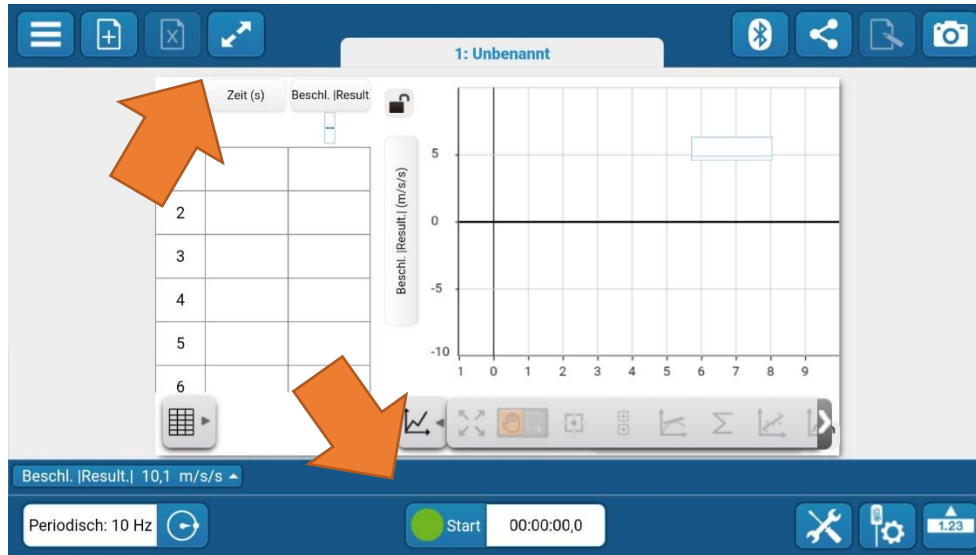 1: Unbenannt
Zeit (s)
Beschl. |Result
2
3
4
5
6
Beschl. |Result.| (m/s/s)
5
0
-5
-10
1 0 1 2 3 4 5 6 7 8 9
Beschl. |Result.| 10,1 m/s/s
Periodisch: 10 Hz
Start
00:00:00,0
1.23